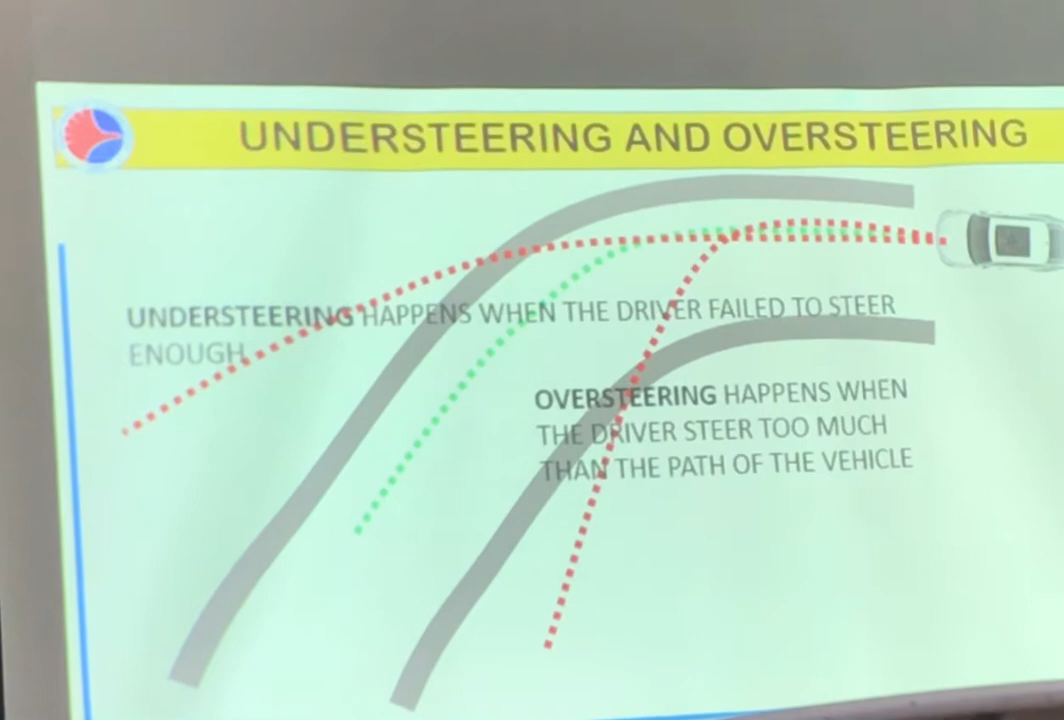 UNDERSTEERING AND OVERSTEERING
UNDERSTEERING HAPPENS WHEN THE DRIVER FAILED TO STEER
ENOUGH
OVERSTEERING HAPPENS WHEN
THE DRIVER STEER TOO MUCH
THAN THE PATH OF THE VEHICLE